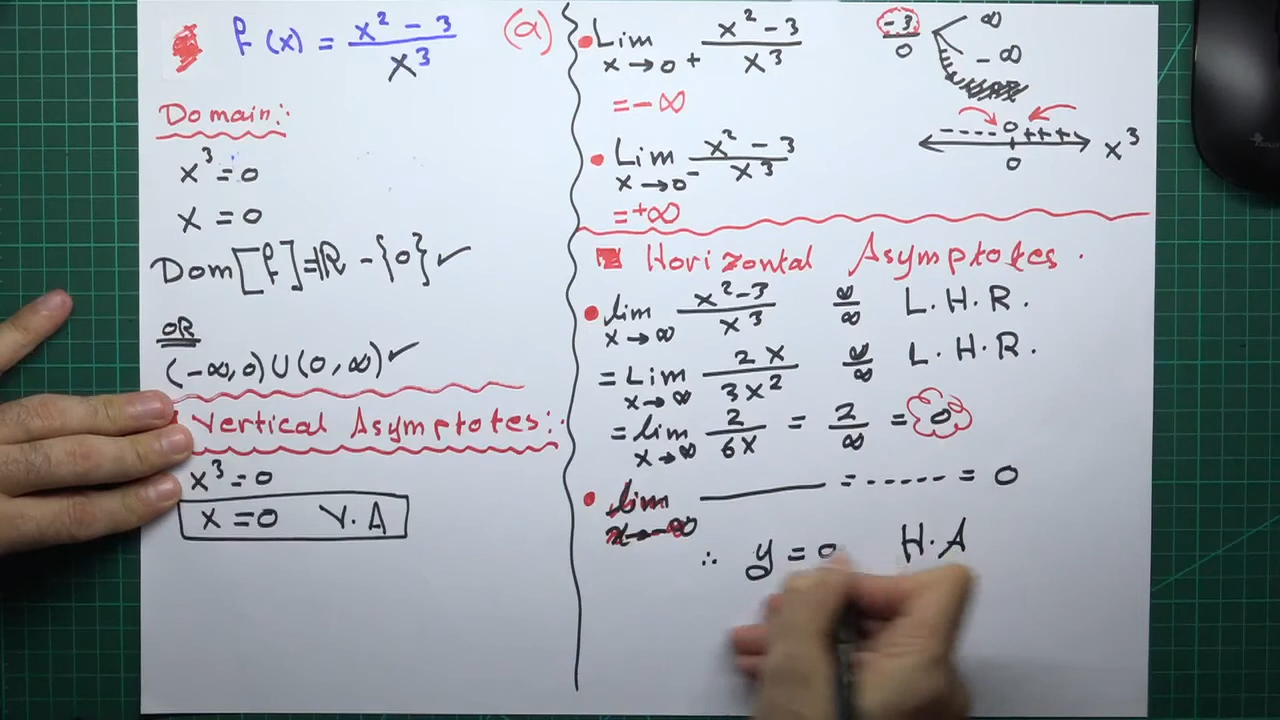 f(x) = (x² - 3)/x³
(a)
Domain:
x³ = 0
x = 0
Dom[f] = ℝ - {0} ✓
OR
(-∞, 0) ∪ (0, ∞) ✓
Vertical Asymptotes:
x³ = 0
x = 0 V.A
Lim x→0⁺ (x² - 3)/x³
= -∞
Lim x→0⁻ (x² - 3)/x³
= +∞
-3/0 ∞
-∞
---- 0 +++
0 x³
Horizontal Asymptotes.
lim x→∞ (x² - 3)/x³ ∞/∞ L.H.R.
= Lim x→∞ 2x/3x² ∞/∞ L.H.R.
= lim x→∞ 2/6x = 2/∞ = 0
lim x→-∞ ——— = ----- = 0
∴ y = 0 H.A